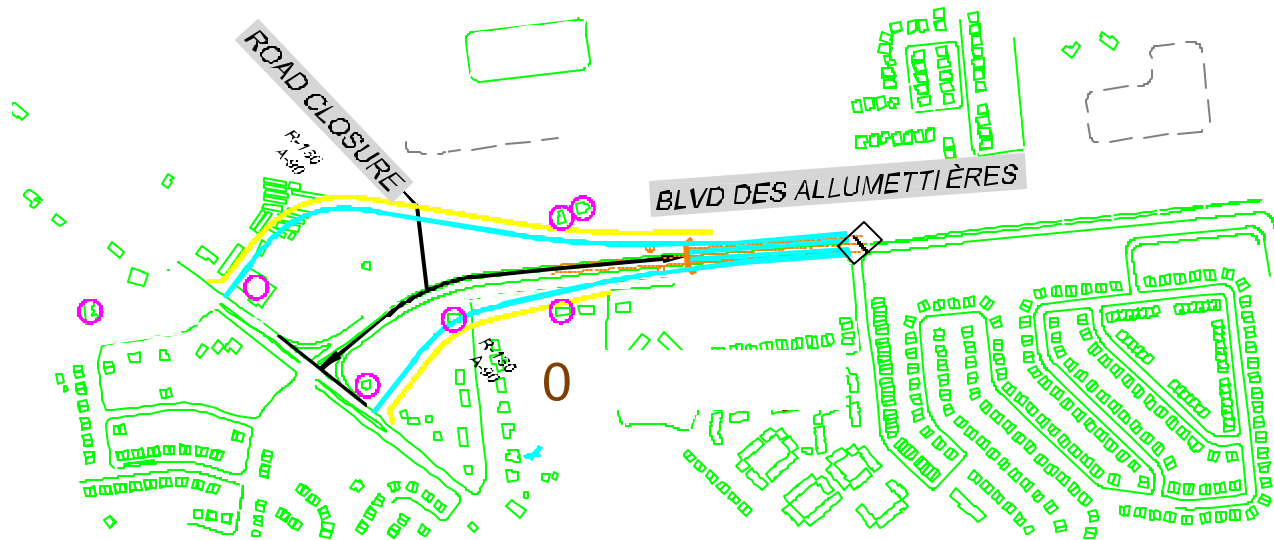 ROAD CLOSURE
R-130
A-90
BLVD DES ALLUMETTIÈRES
R-130
A-90
0